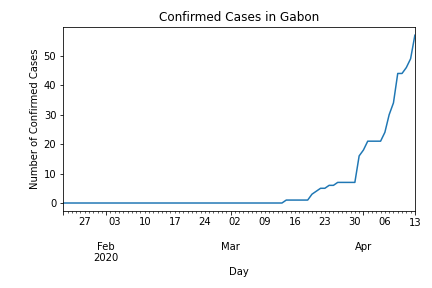 Confirmed Cases in Gabon
Number of Confirmed Cases
50
40
30
20
10
0
27 03 10 17 24 02 09 16 23 30 06 13
Feb Mar Apr
2020
Day